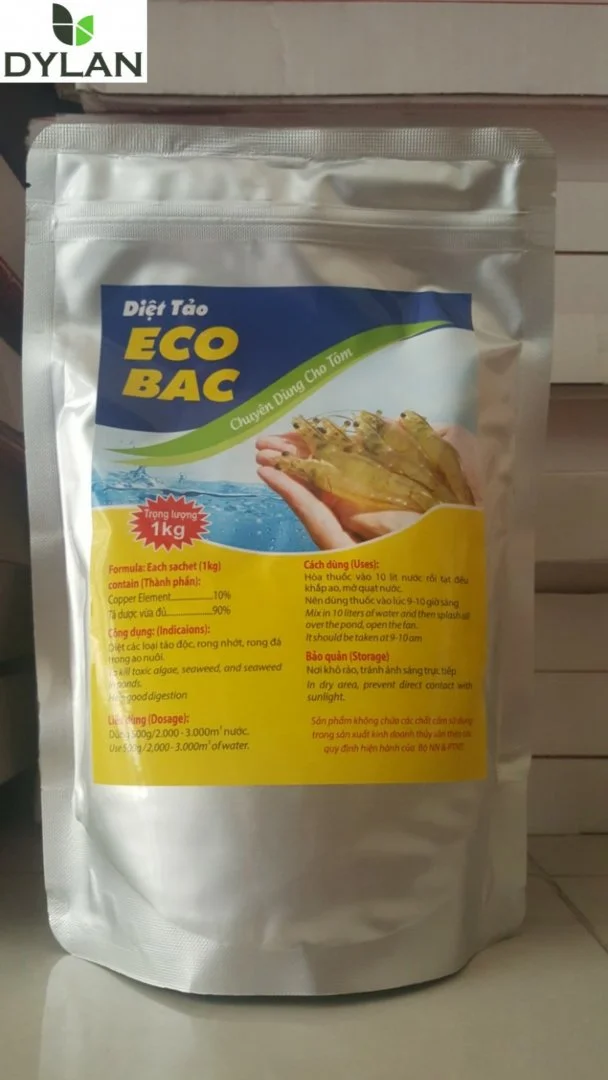 DYLAN
Diệt Tảo
ECO
BAC
Chuyên Dùng Cho Tôm
Trọng lượng
1kg
Formula: Each sachet (1kg)
contain (Thành phần):
Copper Element...................10%
Tá dược vừa đủ....................90%
Công dụng: (Indicaions):
Diệt các loại tảo độc, rong nhớt, rong đá
trong ao nuôi.
To kill toxic algae, seaweed, and seaweed
ponds.
good digestion
Liều dùng (Dosage):
Dùng 500g/2.000 - 3.000m³ nước.
Use 500g/2,000 - 3.000m³ of water.
Cách dùng (Uses):
Hòa thuốc vào 10 lít nước rồi tạt đều
khắp ao, mở quạt nước.
Nên dùng thuốc vào lúc 9-10 giờ sáng
Mix in 10 liters of water and then splash all
over the pond, open the fan.
It should be taken at 9-10 am
Bảo quản (Storage)
Nơi khô ráo, tránh ánh sáng trực tiếp
In dry area, prevent direct contact with
sunlight.
Sản phẩm không chứa các chất cấm sử dụng
trong sản xuất kinh doanh thủy sản theo các
quy định hiện hành của Bộ NN & PTNT